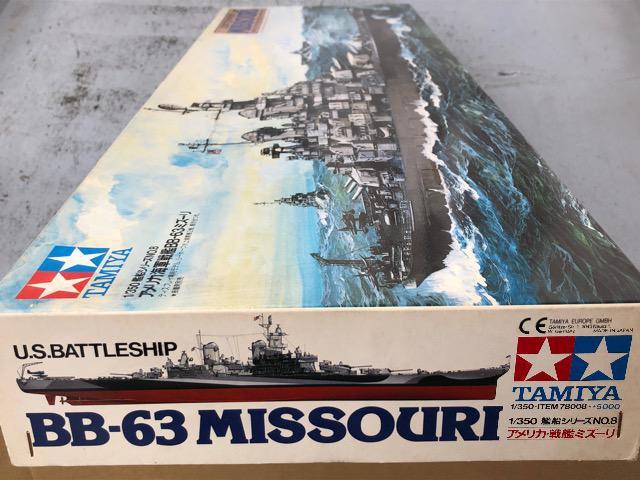 TAMIYA
1/350 艦船シリーズ NO.8
アメリカ海軍戦艦BB-63ミズーリ
U.S. BATTLESHIP
BB-63 MISSOURI
CE
TAMIYA EUROPE GMBH
MADE IN JAPAN
W. Germany
TAMIYA
1/350・ITEM 78008・・5000
1/350 艦船シリーズNO.8
アメリカ・戦艦ミズーリ